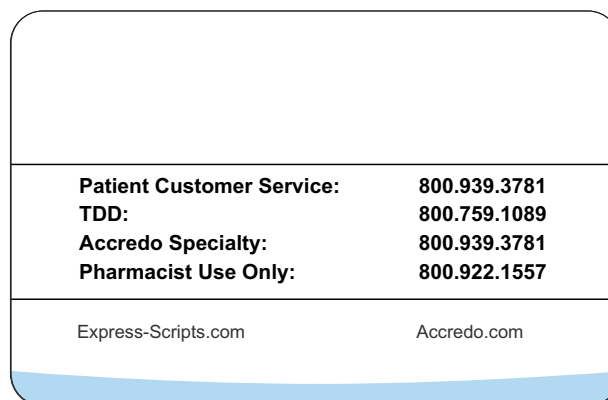 Patient Customer Service: 800.939.3781
TDD: 800.759.1089
Accredo Specialty: 800.939.3781
Pharmacist Use Only: 800.922.1557
Express-Scripts.com Accredo.com